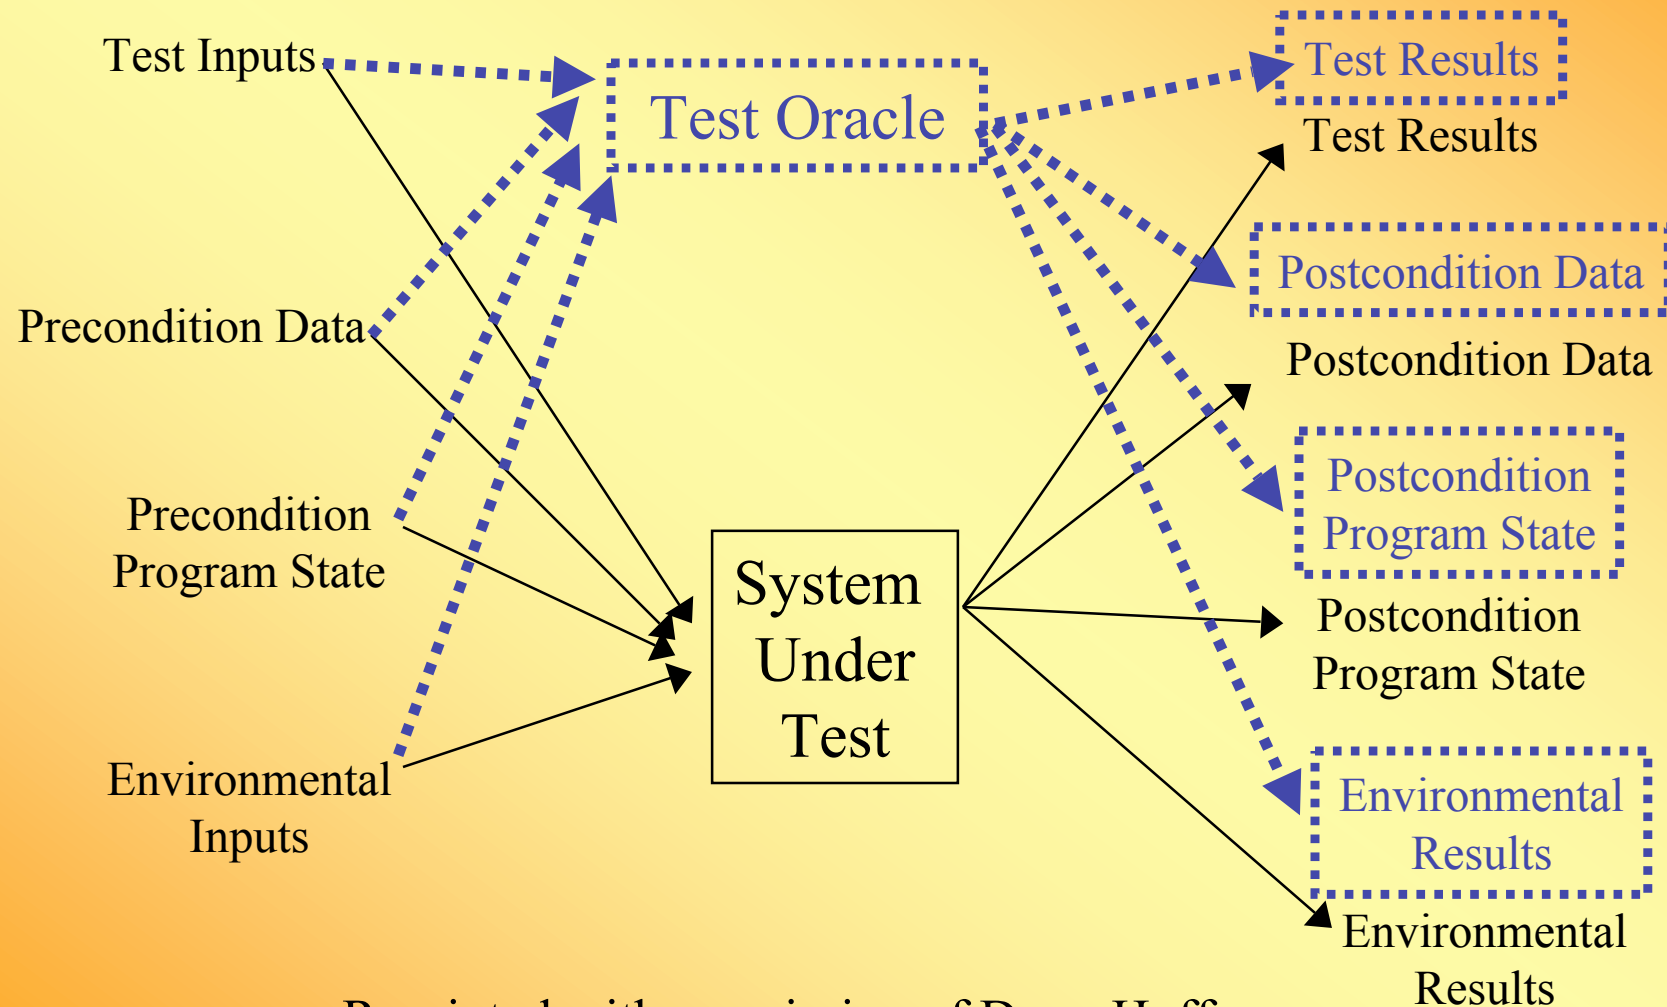 Test Inputs
Test Oracle
Test Results
Test Results
Precondition Data
Postcondition Data
Postcondition Data
Precondition
Program State
Postcondition
Program State
System
Under
Test
Postcondition
Program State
Environmental
Inputs
Environmental
Results
Environmental
Results